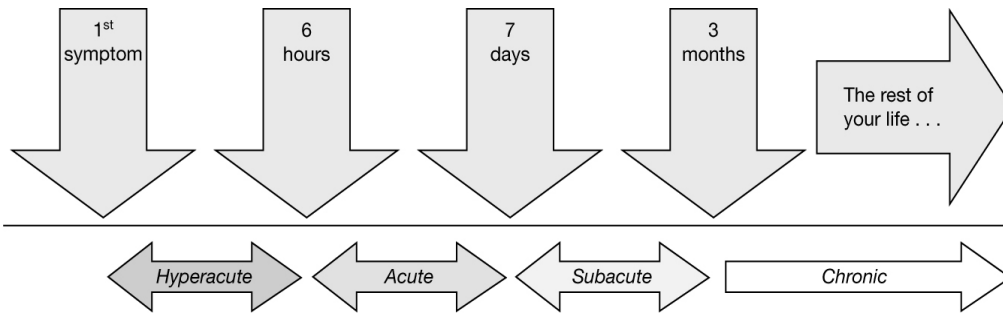 1st
symptom
6
hours
7
days
3
months
The rest of
your life . . .
Hyperacute
Acute
Subacute
Chronic